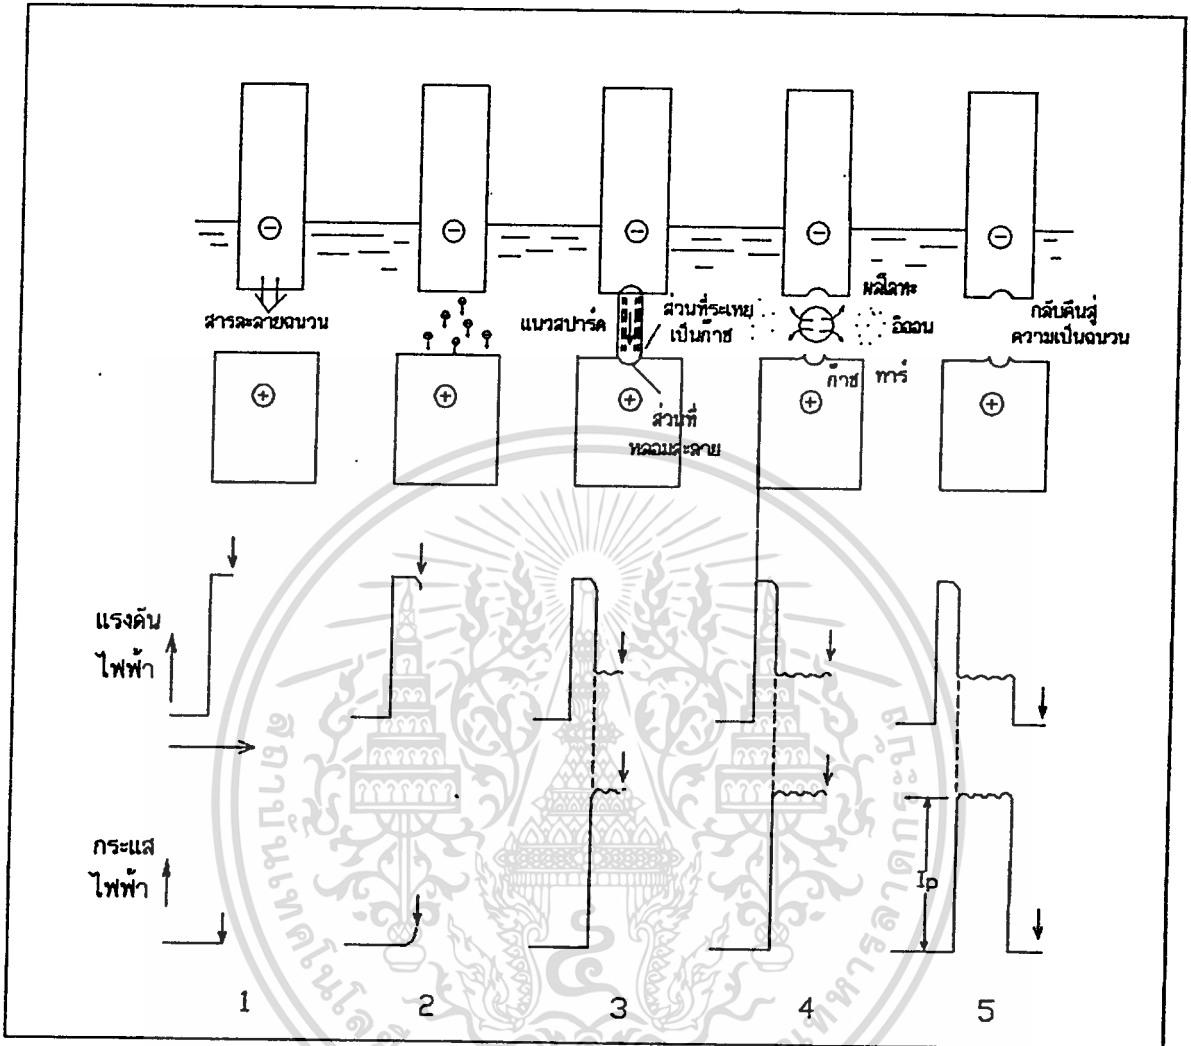 ⊖ ⊖ ⊖ ⊖ ⊖
สารละลายฉนวน
แนวสปาร์ค
ส่วนที่ระเหย
เป็นก๊าซ
ผลโลหะ
อิออน
ก๊าซ ทาร์
กลับคืนสู่
ความเป็นฉนวน
⊕ ⊕ ⊕ ⊕ ⊕
ส่วนที่
หลอมละลาย
แรงดัน
ไฟฟ้า
กระแส
ไฟฟ้า
Ip
1 2 3 4 5